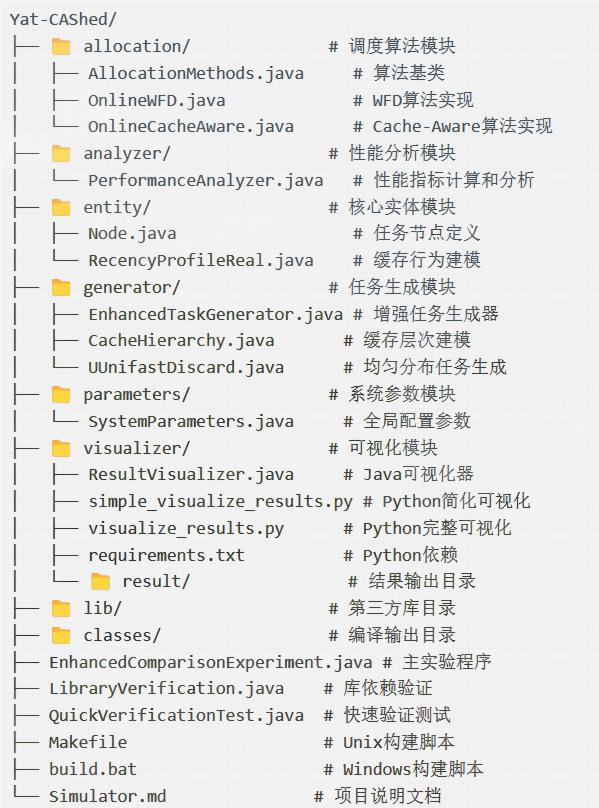 Yat-CAShed/
├── 📁 allocation/ # 调度算法模块
│ ├── AllocationMethods.java # 算法基类
│ ├── OnlineWFD.java # WFD算法实现
│ └── OnlineCacheAware.java # Cache-Aware算法实现
├── 📁 analyzer/ # 性能分析模块
│ └── PerformanceAnalyzer.java # 性能指标计算和分析
├── 📁 entity/ # 核心实体模块
│ ├── Node.java # 任务节点定义
│ └── RecencyProfileReal.java # 缓存行为建模
├── 📁 generator/ # 任务生成模块
│ ├── EnhancedTaskGenerator.java # 增强任务生成器
│ ├── CacheHierarchy.java # 缓存层次建模
│ └── UUnifastDiscard.java # 均匀分布任务生成
├── 📁 parameters/ # 系统参数模块
│ └── SystemParameters.java # 全局配置参数
├── 📁 visualizer/ # 可视化模块
│ ├── ResultVisualizer.java # Java可视化器
│ ├── simple_visualize_results.py # Python简化可视化
│ ├── visualize_results.py # Python完整可视化
│ ├── requirements.txt # Python依赖
│ └── 📁 result/ # 结果输出目录
├── 📁 lib/ # 第三方库目录
├── 📁 classes/ # 编译输出目录
├── EnhancedComparisonExperiment.java # 主实验程序
├── LibraryVerification.java # 库依赖验证
├── QuickVerificationTest.java # 快速验证测试
├── Makefile # Unix构建脚本
├── build.bat # Windows构建脚本
└── Simulator.md # 项目说明文档